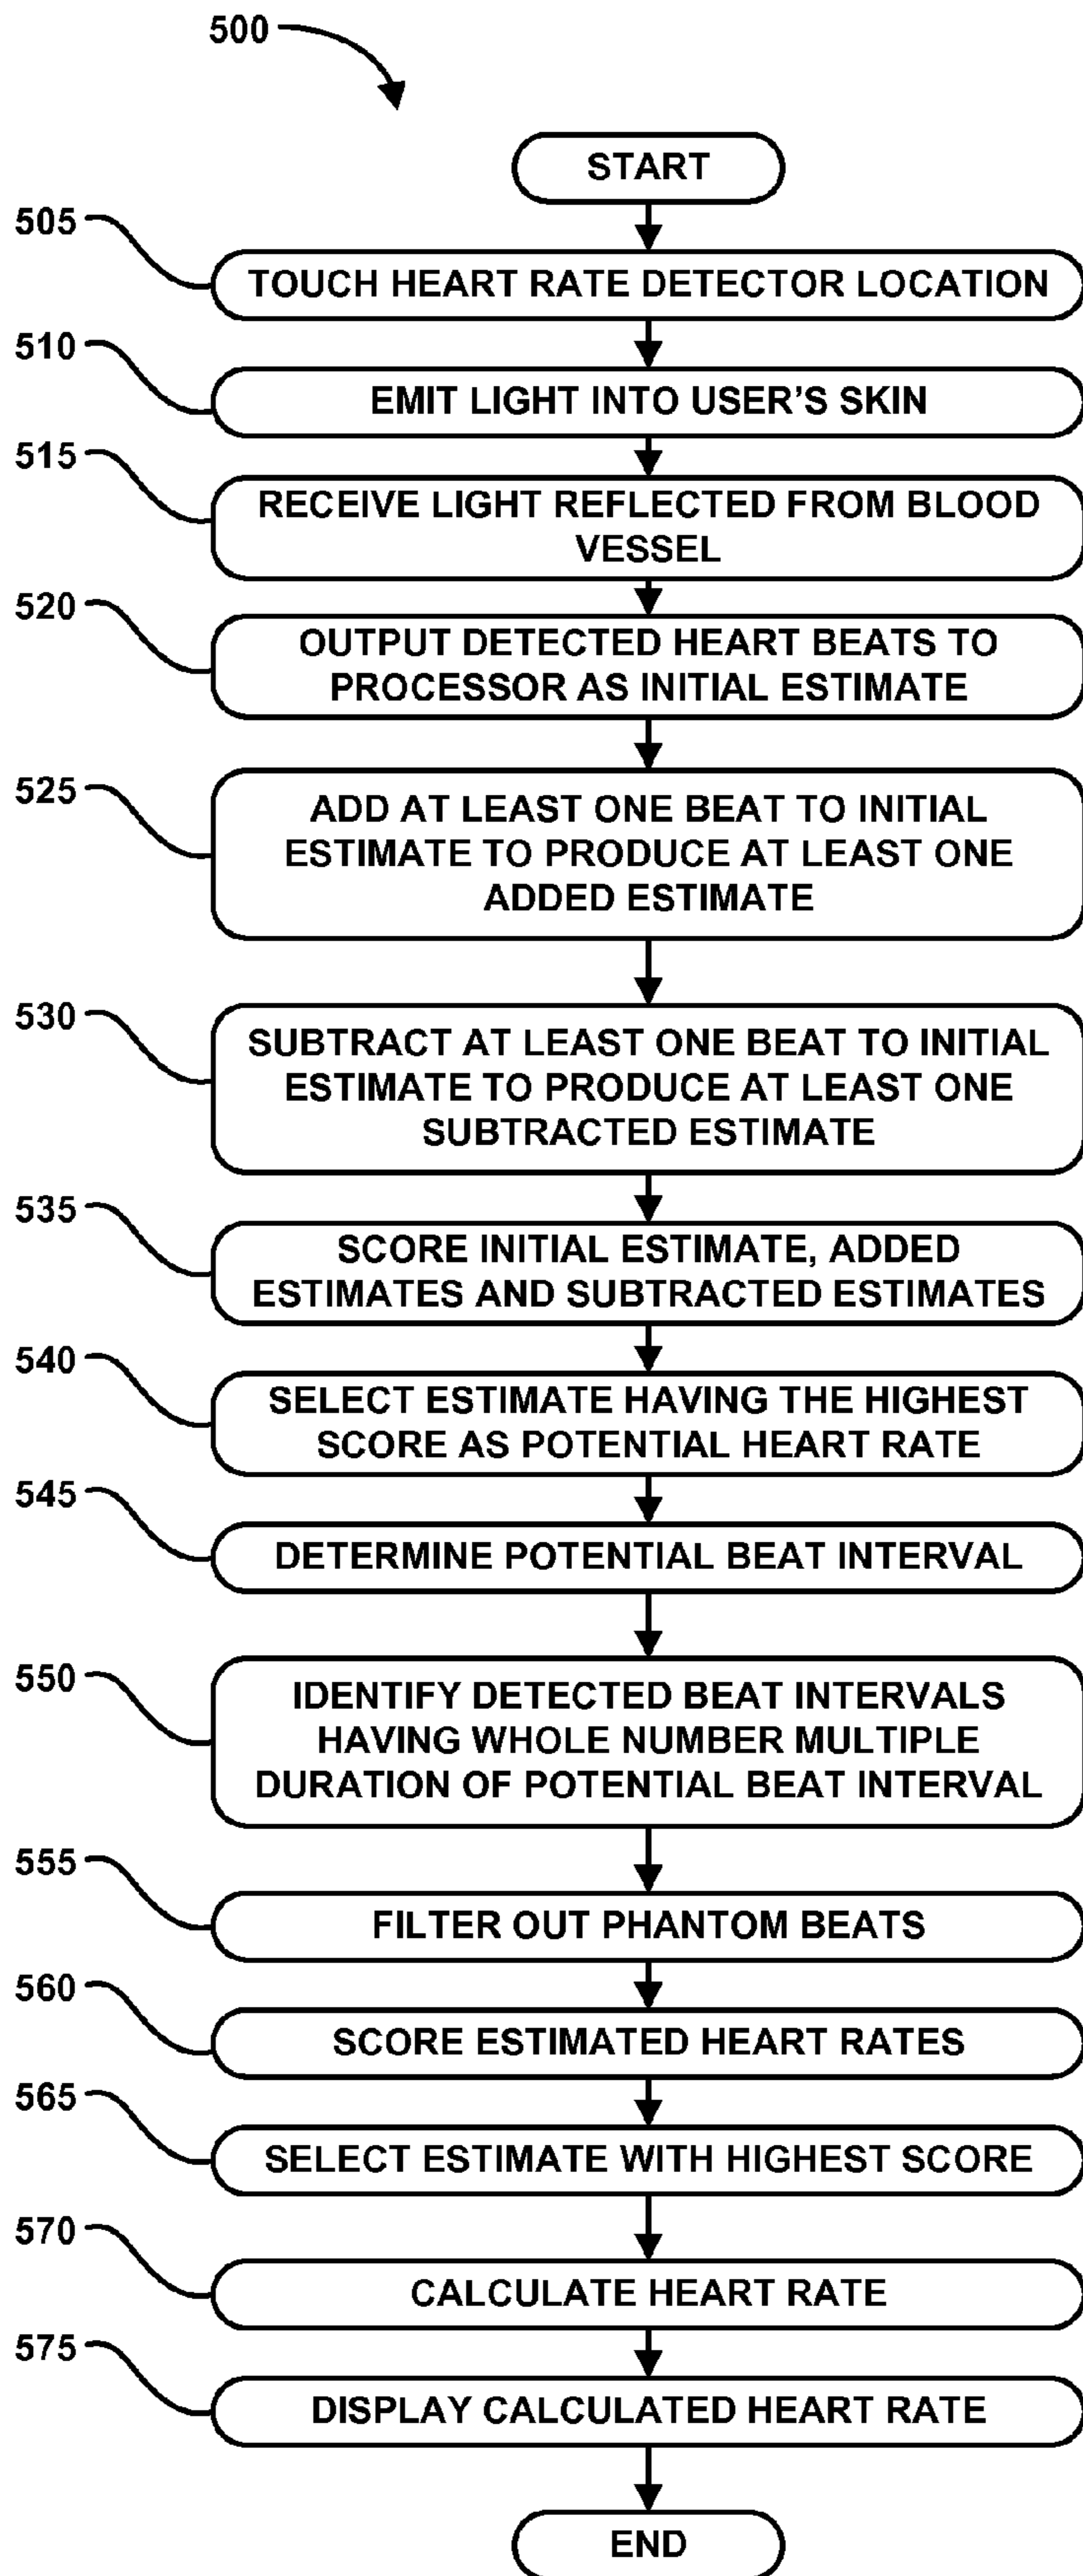 500
START
505
TOUCH HEART RATE DETECTOR LOCATION
510
EMIT LIGHT INTO USER'S SKIN
515
RECEIVE LIGHT REFLECTED FROM BLOOD
VESSEL
520
OUTPUT DETECTED HEART BEATS TO
PROCESSOR AS INITIAL ESTIMATE
525
ADD AT LEAST ONE BEAT TO INITIAL
ESTIMATE TO PRODUCE AT LEAST ONE
ADDED ESTIMATE
530
SUBTRACT AT LEAST ONE BEAT TO INITIAL
ESTIMATE TO PRODUCE AT LEAST ONE
SUBTRACTED ESTIMATE
535
SCORE INITIAL ESTIMATE, ADDED
ESTIMATES AND SUBTRACTED ESTIMATES
540
SELECT ESTIMATE HAVING THE HIGHEST
SCORE AS POTENTIAL HEART RATE
545
DETERMINE POTENTIAL BEAT INTERVAL
550
IDENTIFY DETECTED BEAT INTERVALS
HAVING WHOLE NUMBER MULTIPLE
DURATION OF POTENTIAL BEAT INTERVAL
555
FILTER OUT PHANTOM BEATS
560
SCORE ESTIMATED HEART RATES
565
SELECT ESTIMATE WITH HIGHEST SCORE
570
CALCULATE HEART RATE
575
DISPLAY CALCULATED HEART RATE
END